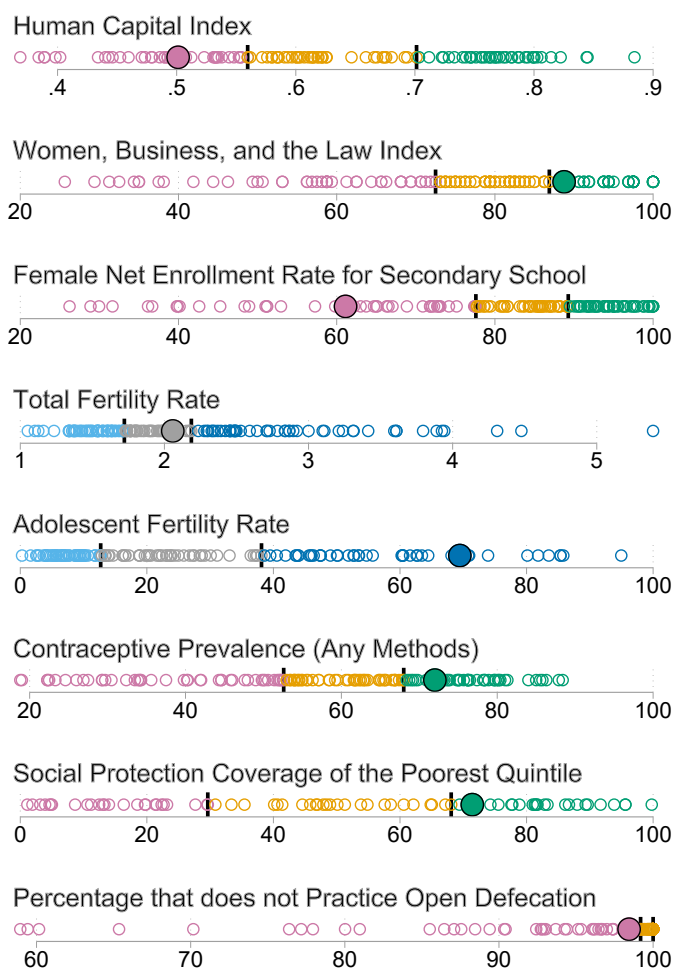 Human Capital Index
.4 .5 .6 .7 .8 .9
Women, Business, and the Law Index
20 40 60 80 100
Female Net Enrollment Rate for Secondary School
20 40 60 80 100
Total Fertility Rate
1 2 3 4 5
Adolescent Fertility Rate
0 20 40 60 80 100
Contraceptive Prevalence (Any Methods)
20 40 60 80 100
Social Protection Coverage of the Poorest Quintile
0 20 40 60 80 100
Percentage that does not Practice Open Defecation
60 70 80 90 100